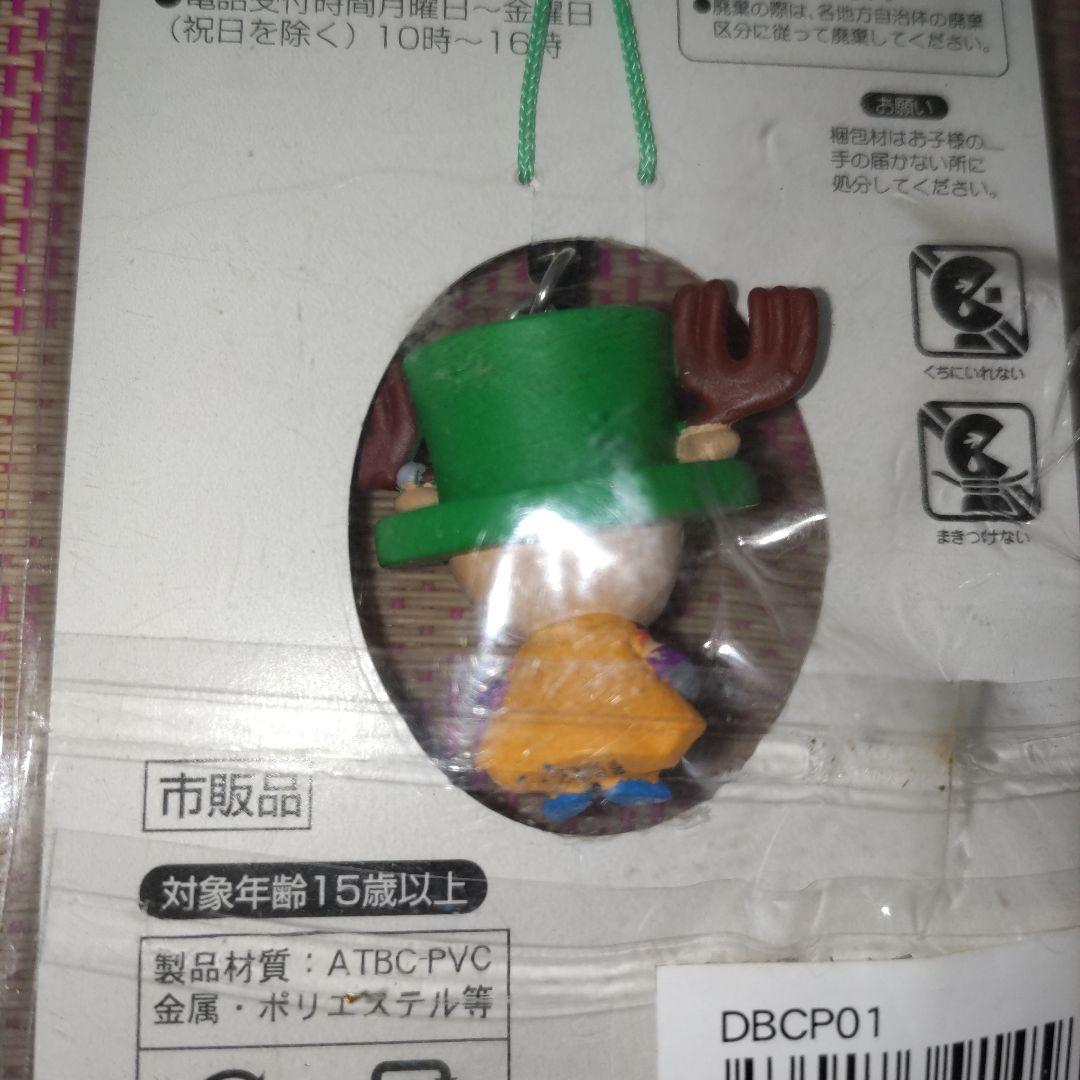 ●電話受付時間月曜日～金曜日
（祝日を除く）10時～16時
●廃棄の際は、各地方自治体の廃棄
区分に従って廃棄してください。
お願い
梱包材はお子様の
手の届かない所に
処分してください。
くちにいれない
まきつけない
市販品
対象年齢15歳以上
製品材質：ATBC-PVC
金属・ポリエステル等
DBCP01